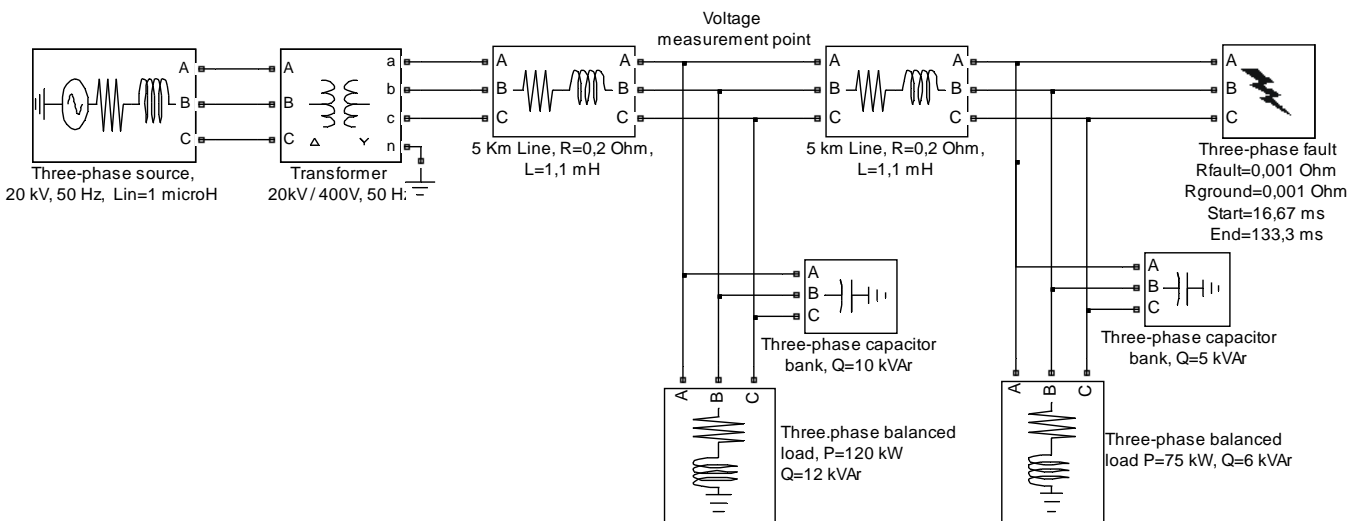 Voltage
measurement point
A
B
C
A
B
C
a
b
c
n
A
B
C
A
B
C
A
B
C
A
B
C
A
B
C
Three-phase source,
20 kV, 50 Hz, Lin=1 microH
Transformer
20kV / 400V, 50 Hz
5 Km Line, R=0,2 Ohm,
L=1,1 mH
5 km Line, R=0,2 Ohm,
L=1,1 mH
Three-phase fault
Rfault=0,001 Ohm
Rground=0,001 Ohm
Start=16,67 ms
End=133,3 ms
A
B
C
Three-phase capacitor
bank, Q=10 kVAr
A
B
C
Three-phase capacitor
bank, Q=5 kVAr
A
B
C
Three.phase balanced
load, P=120 kW
Q=12 kVAr
A
B
C
Three-phase balanced
load P=75 kW, Q=6 kVAr